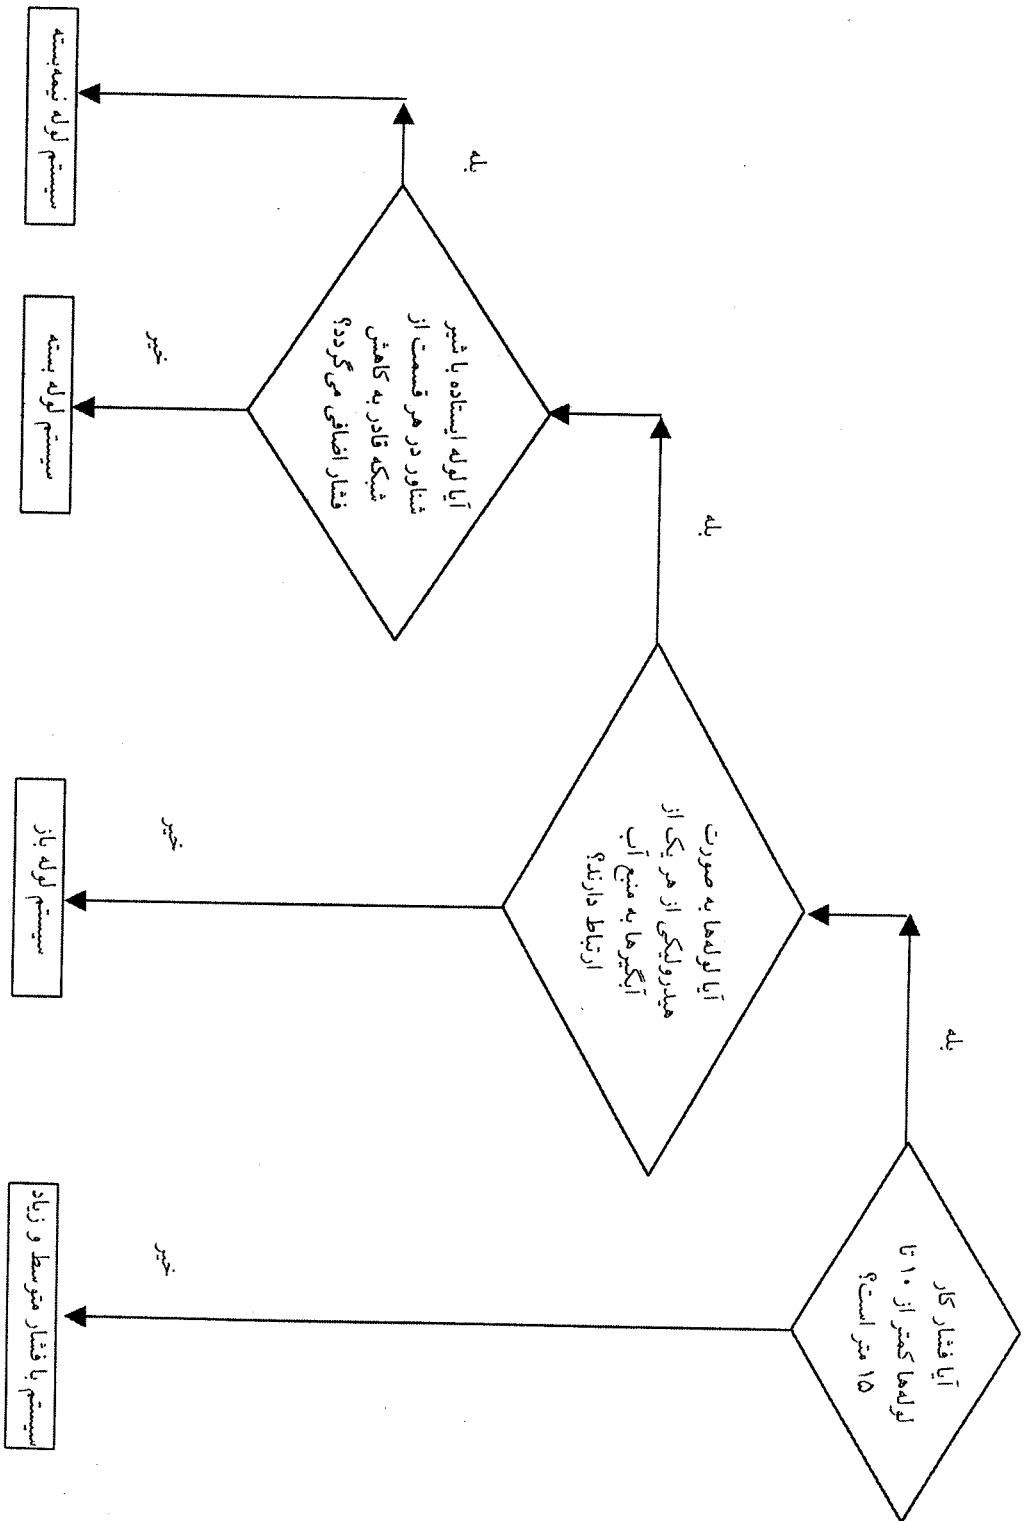 آیا فشار کار
لوله‌ها کمتر از ۱۰ تا
۱۵ متر است؟
بله
خیر
سیستم با فشار متوسط و زیاد
آیا لوله‌ها به صورت
هیدرولیکی از هر یک از
آبگیرها به منبع آب
ارتباط دارند؟
بله
خیر
سیستم لوله باز
آیا لوله ایستاده با شیر
شناور در هر قسمت از
شبکه قادر به کاهش
فشار اضافی می‌گردد؟
بله
خیر
سیستم لوله بسته
سیستم لوله نیمه‌بسته